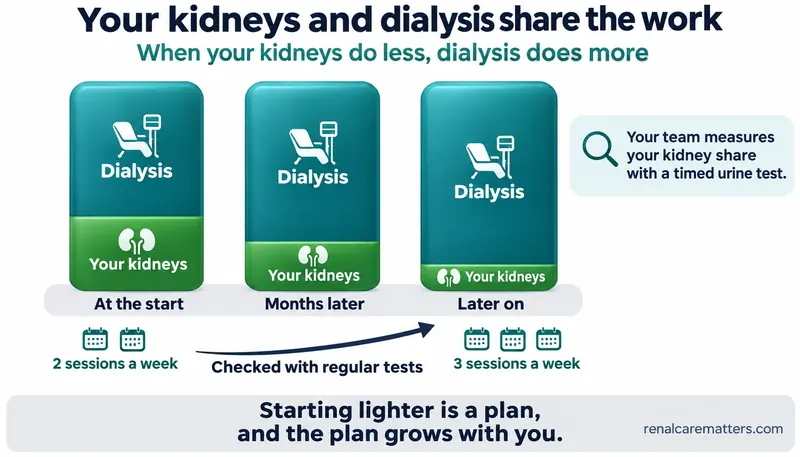 Your kidneys and dialysis share the work
When your kidneys do less, dialysis does more
Dialysis
Your kidneys
At the start
Dialysis
Your kidneys
Months later
Dialysis
Your kidneys
Later on
Your team measures
your kidney share
with a timed urine test.
2 sessions a week
Checked with regular tests
3 sessions a week
Starting lighter is a plan,
and the plan grows with you.
renalcarematters.com